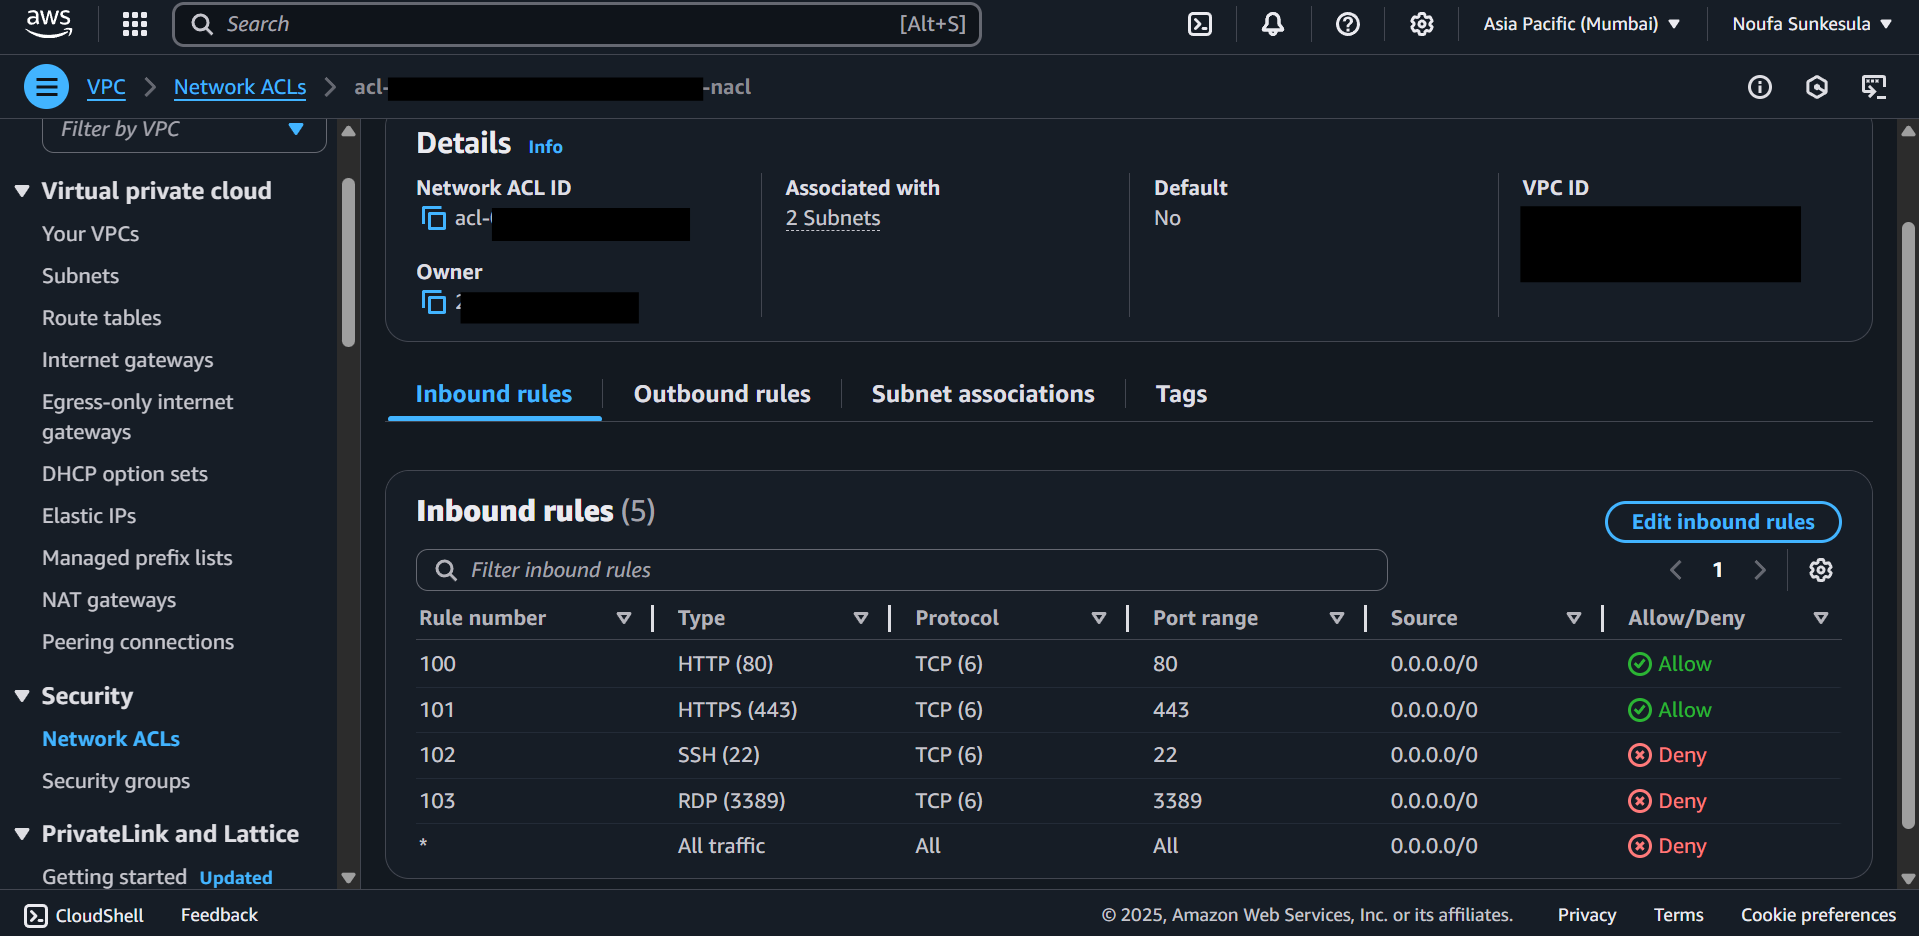 aws
Search [Alt+S]
Asia Pacific (Mumbai)
Noufa Sunkesula
VPC
Network ACLs
acl-
-nacl
Filter by VPC
Virtual private cloud
Your VPCs
Subnets
Route tables
Internet gateways
Egress-only internet
gateways
DHCP option sets
Elastic IPs
Managed prefix lists
NAT gateways
Peering connections
Security
Network ACLs
Security groups
PrivateLink and Lattice
Getting started Updated
Details Info
Network ACL ID
acl-
Owner
Associated with
2 Subnets
Default
No
VPC ID
Inbound rules
Outbound rules
Subnet associations
Tags
Inbound rules (5)
Edit inbound rules
Filter inbound rules
1
Rule number Type Protocol Port range Source Allow/Deny
100 HTTP (80) TCP (6) 80 0.0.0.0/0 Allow
101 HTTPS (443) TCP (6) 443 0.0.0.0/0 Allow
102 SSH (22) TCP (6) 22 0.0.0.0/0 Deny
103 RDP (3389) TCP (6) 3389 0.0.0.0/0 Deny
* All traffic All All 0.0.0.0/0 Deny
CloudShell Feedback © 2025, Amazon Web Services, Inc. or its affiliates. Privacy Terms Cookie preferences